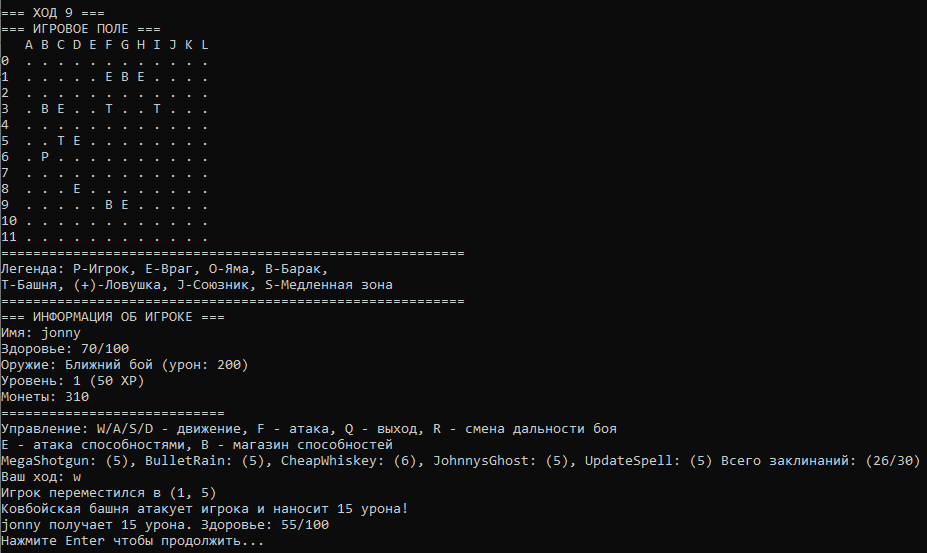 === ХОД 9 ===
=== ИГРОВОЕ ПОЛЕ ===
   A B C D E F G H I J K L
0  . . . . . . . . . . . .
1  . . . . . E B E . . . .
2  . . . . . . . . . . . .
3  . B E . . T . . T . . .
4  . . . . . . . . . . . .
5  . . T E . . . . . . . .
6  . P . . . . . . . . . .
7  . . . . . . . . . . . .
8  . . . E . . . . . . . .
9  . . . . . B E . . . . .
10 . . . . . . . . . . . .
11 . . . . . . . . . . . .
==========================================================
Легенда: P-Игрок, E-Враг, O-Яма, B-Барак,
T-Башня, (+)-Ловушка, J-Союзник, S-Медленная зона
==========================================================
=== ИНФОРМАЦИЯ ОБ ИГРОКЕ ===
Имя: jonny
Здоровье: 70/100
Оружие: Ближний бой (урон: 200)
Уровень: 1 (50 XP)
Монеты: 310
============================
Управление: W/A/S/D - движение, F - атака, Q - выход, R - смена дальности боя
E - атака способностями, B - магазин способностей
MegaShotgun: (5), BulletRain: (5), CheapWhiskey: (6), JohnnysGhost: (5), UpdateSpell: (5) Всего заклинаний: (26/30)
Ваш ход: w
Игрок переместился в (1, 5)
Ковбойская башня атакует игрока и наносит 15 урона!
jonny получает 15 урона. Здоровье: 55/100
Нажмите Enter чтобы продолжить...